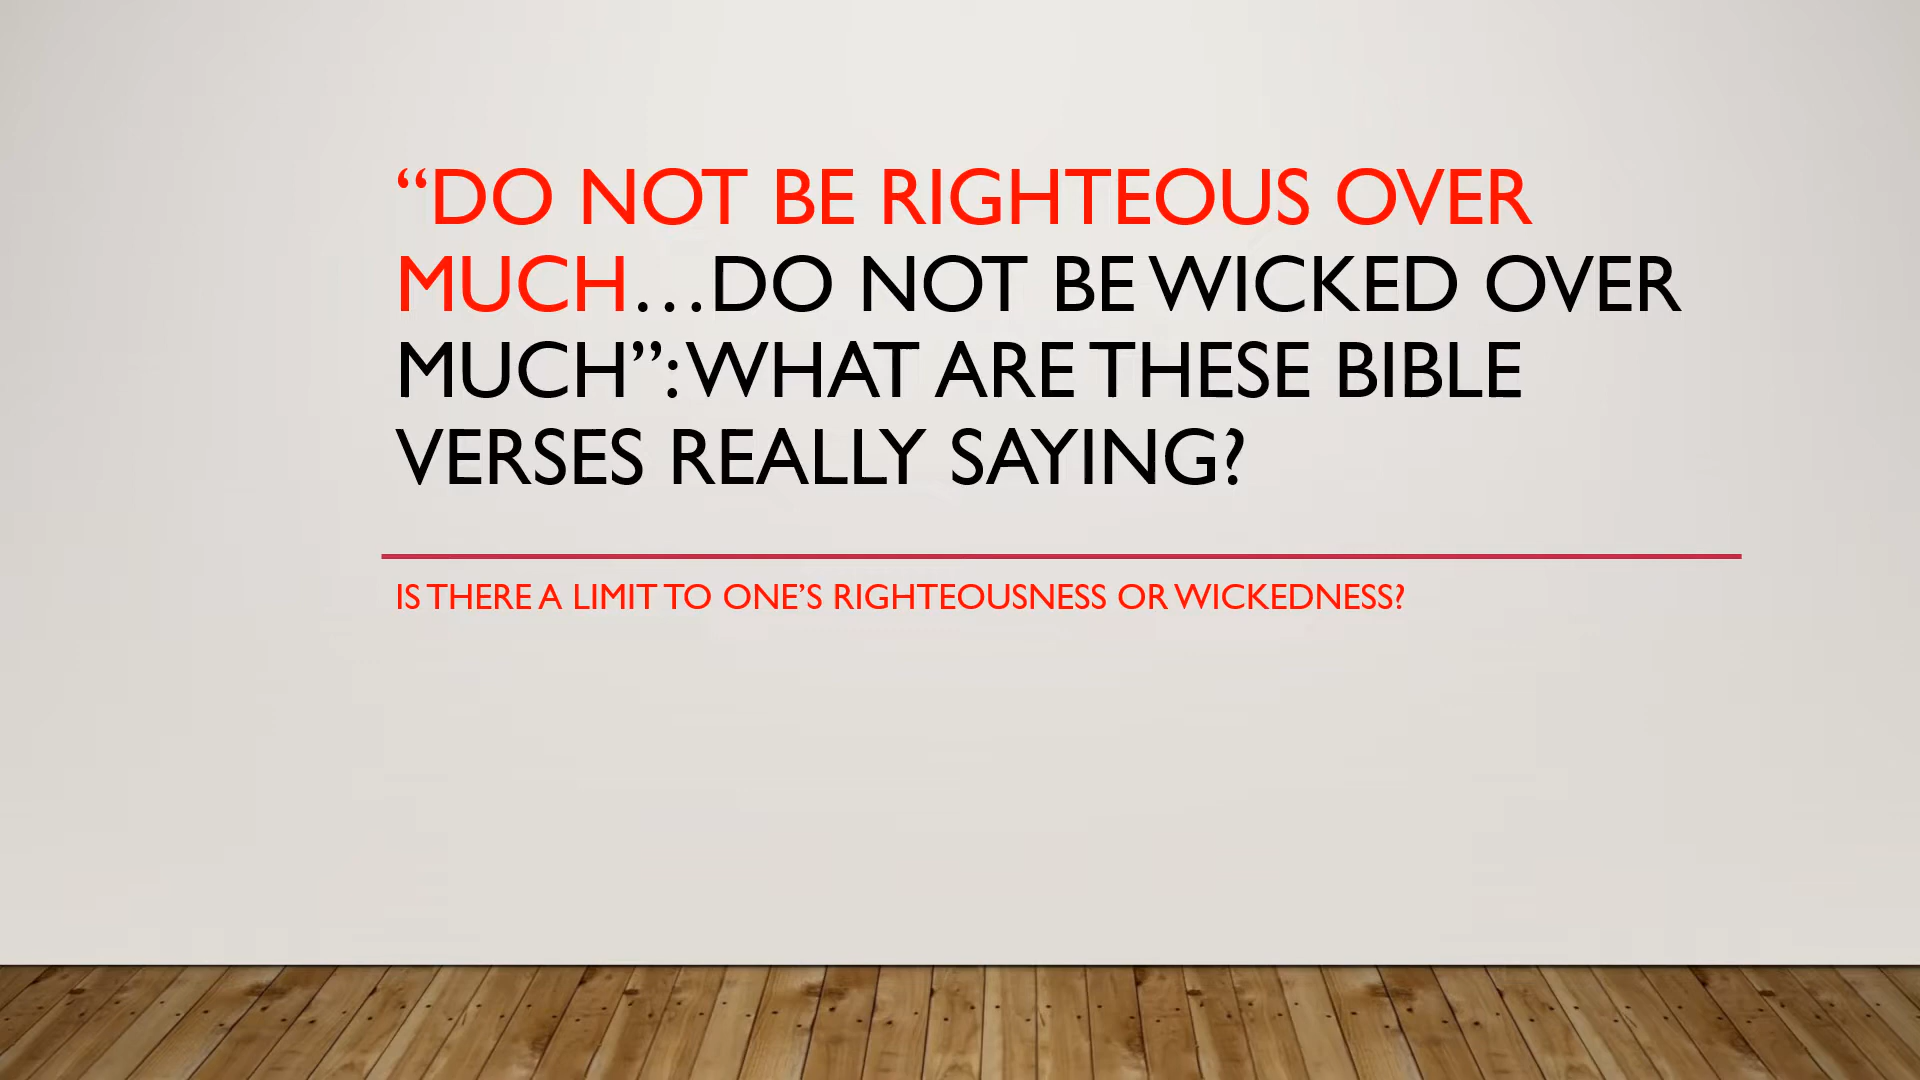 “DO NOT BE RIGHTEOUS OVER
MUCH…DO NOT BE WICKED OVER
MUCH”: WHAT ARE THESE BIBLE
VERSES REALLY SAYING?
IS THERE A LIMIT TO ONE’S RIGHTEOUSNESS OR WICKEDNESS?